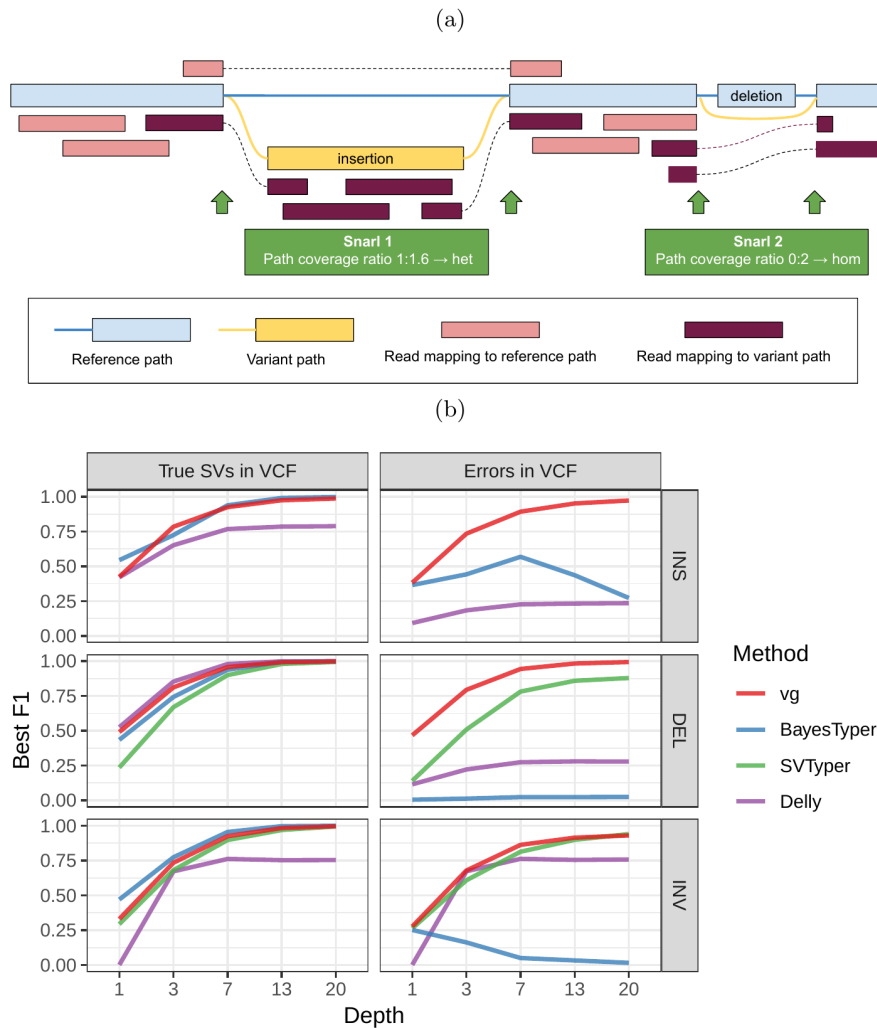 (a)
deletion
insertion
Snarl 1
Path coverage ratio 1:1.6 → het
Snarl 2
Path coverage ratio 0:2 → hom
Reference path
Variant path
Read mapping to reference path
Read mapping to variant path
(b)
True SVs in VCF
Errors in VCF
1.00
0.75
0.50
0.25
0.00
INS
1.00
0.75
0.50
0.25
0.00
DEL
1.00
0.75
0.50
0.25
0.00
INV
Best F1
1 3 7 13 20
1 3 7 13 20
Depth
Method
vg
BayesTyper
SVTyper
Delly